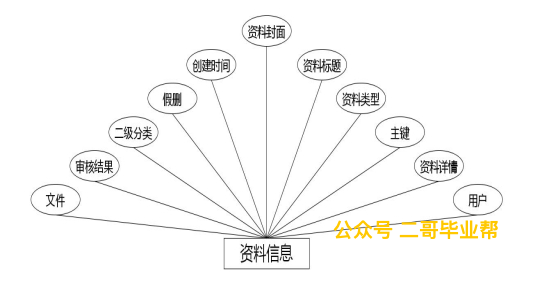 资料封面
创建时间
资料标题
假删
资料类型
二级分类
主键
审核结果
资料详情
文件
用户
公众号 二哥毕业帮
资料信息